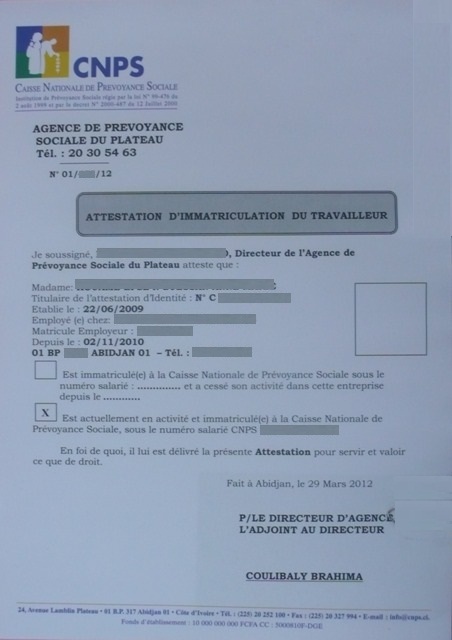 CNPS
CAISSE NATIONALE DE PRÉVOYANCE SOCIALE
Institution de Prévoyance Sociale régie par la loi N° 99-476 du
2 août 1999 et par le décret N° 2000-487 du 12 Juillet 2000
AGENCE DE PREVOYANCE
SOCIALE DU PLATEAU
Tél. : 20 30 54 63
N° 01/ /12
ATTESTATION D'IMMATRICULATION DU TRAVAILLEUR
Je soussigné, , Directeur de l'Agence de
Prévoyance Sociale du Plateau atteste que :
Madame:
Titulaire de l'attestation d'Identité : N° C
Etablie le : 22/06/2009
Employé (e) chez:
Matricule Employeur :
Depuis le : 02/11/2010
01 BP ABIDJAN 01 – Tél. :
Est immatriculé(e) à la Caisse Nationale de Prévoyance Sociale sous le
numéro salarié : .............. et a cessé son activité dans cette entreprise
depuis le ............
X
Est actuellement en activité et immatriculé(e) à la Caisse Nationale de
Prévoyance Sociale, sous le numéro salarié CNPS
En foi de quoi, il lui est délivré la présente Attestation pour servir et valoir
ce que de droit.
Fait à Abidjan, le 29 Mars 2012
P/LE DIRECTEUR D'AGENCE
L'ADJOINT AU DIRECTEUR
COULIBALY BRAHIMA
24, Avenue Lamblin Plateau • 01 B.P. 317 Abidjan 01 • Côte d'Ivoire • Tél. : (225) 20 252 100 • Fax : (225) 20 327 994 • E-mail : info@cnps.ci.
Fonds d'établissement : 10 000 000 000 FCFA CC : 5000810F-DGE